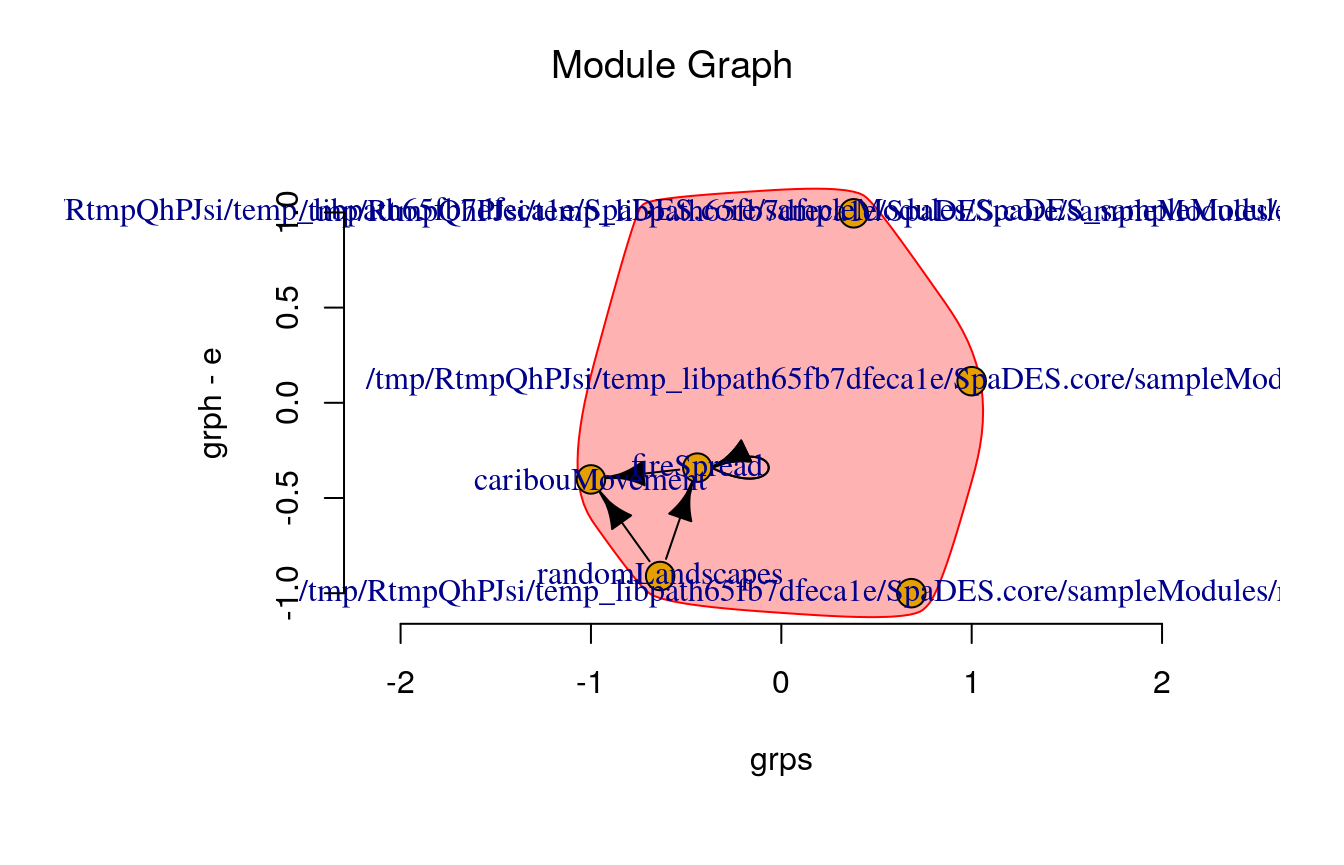 Module Graph
1.0
0.5
0.0
-0.5
-1.0
grph - e
/tmp/RtmpQhPJsi/temp_libpath65fb7dfeca1e/SpaDES.core/sampleMod
fireSpread
caribouMovement
randomLandscapes
/tmp/RtmpQhPJsi/temp_libpath65fb7dfeca1e/SpaDES.core/sampleModules/
-2
-1
0
1
2
grps